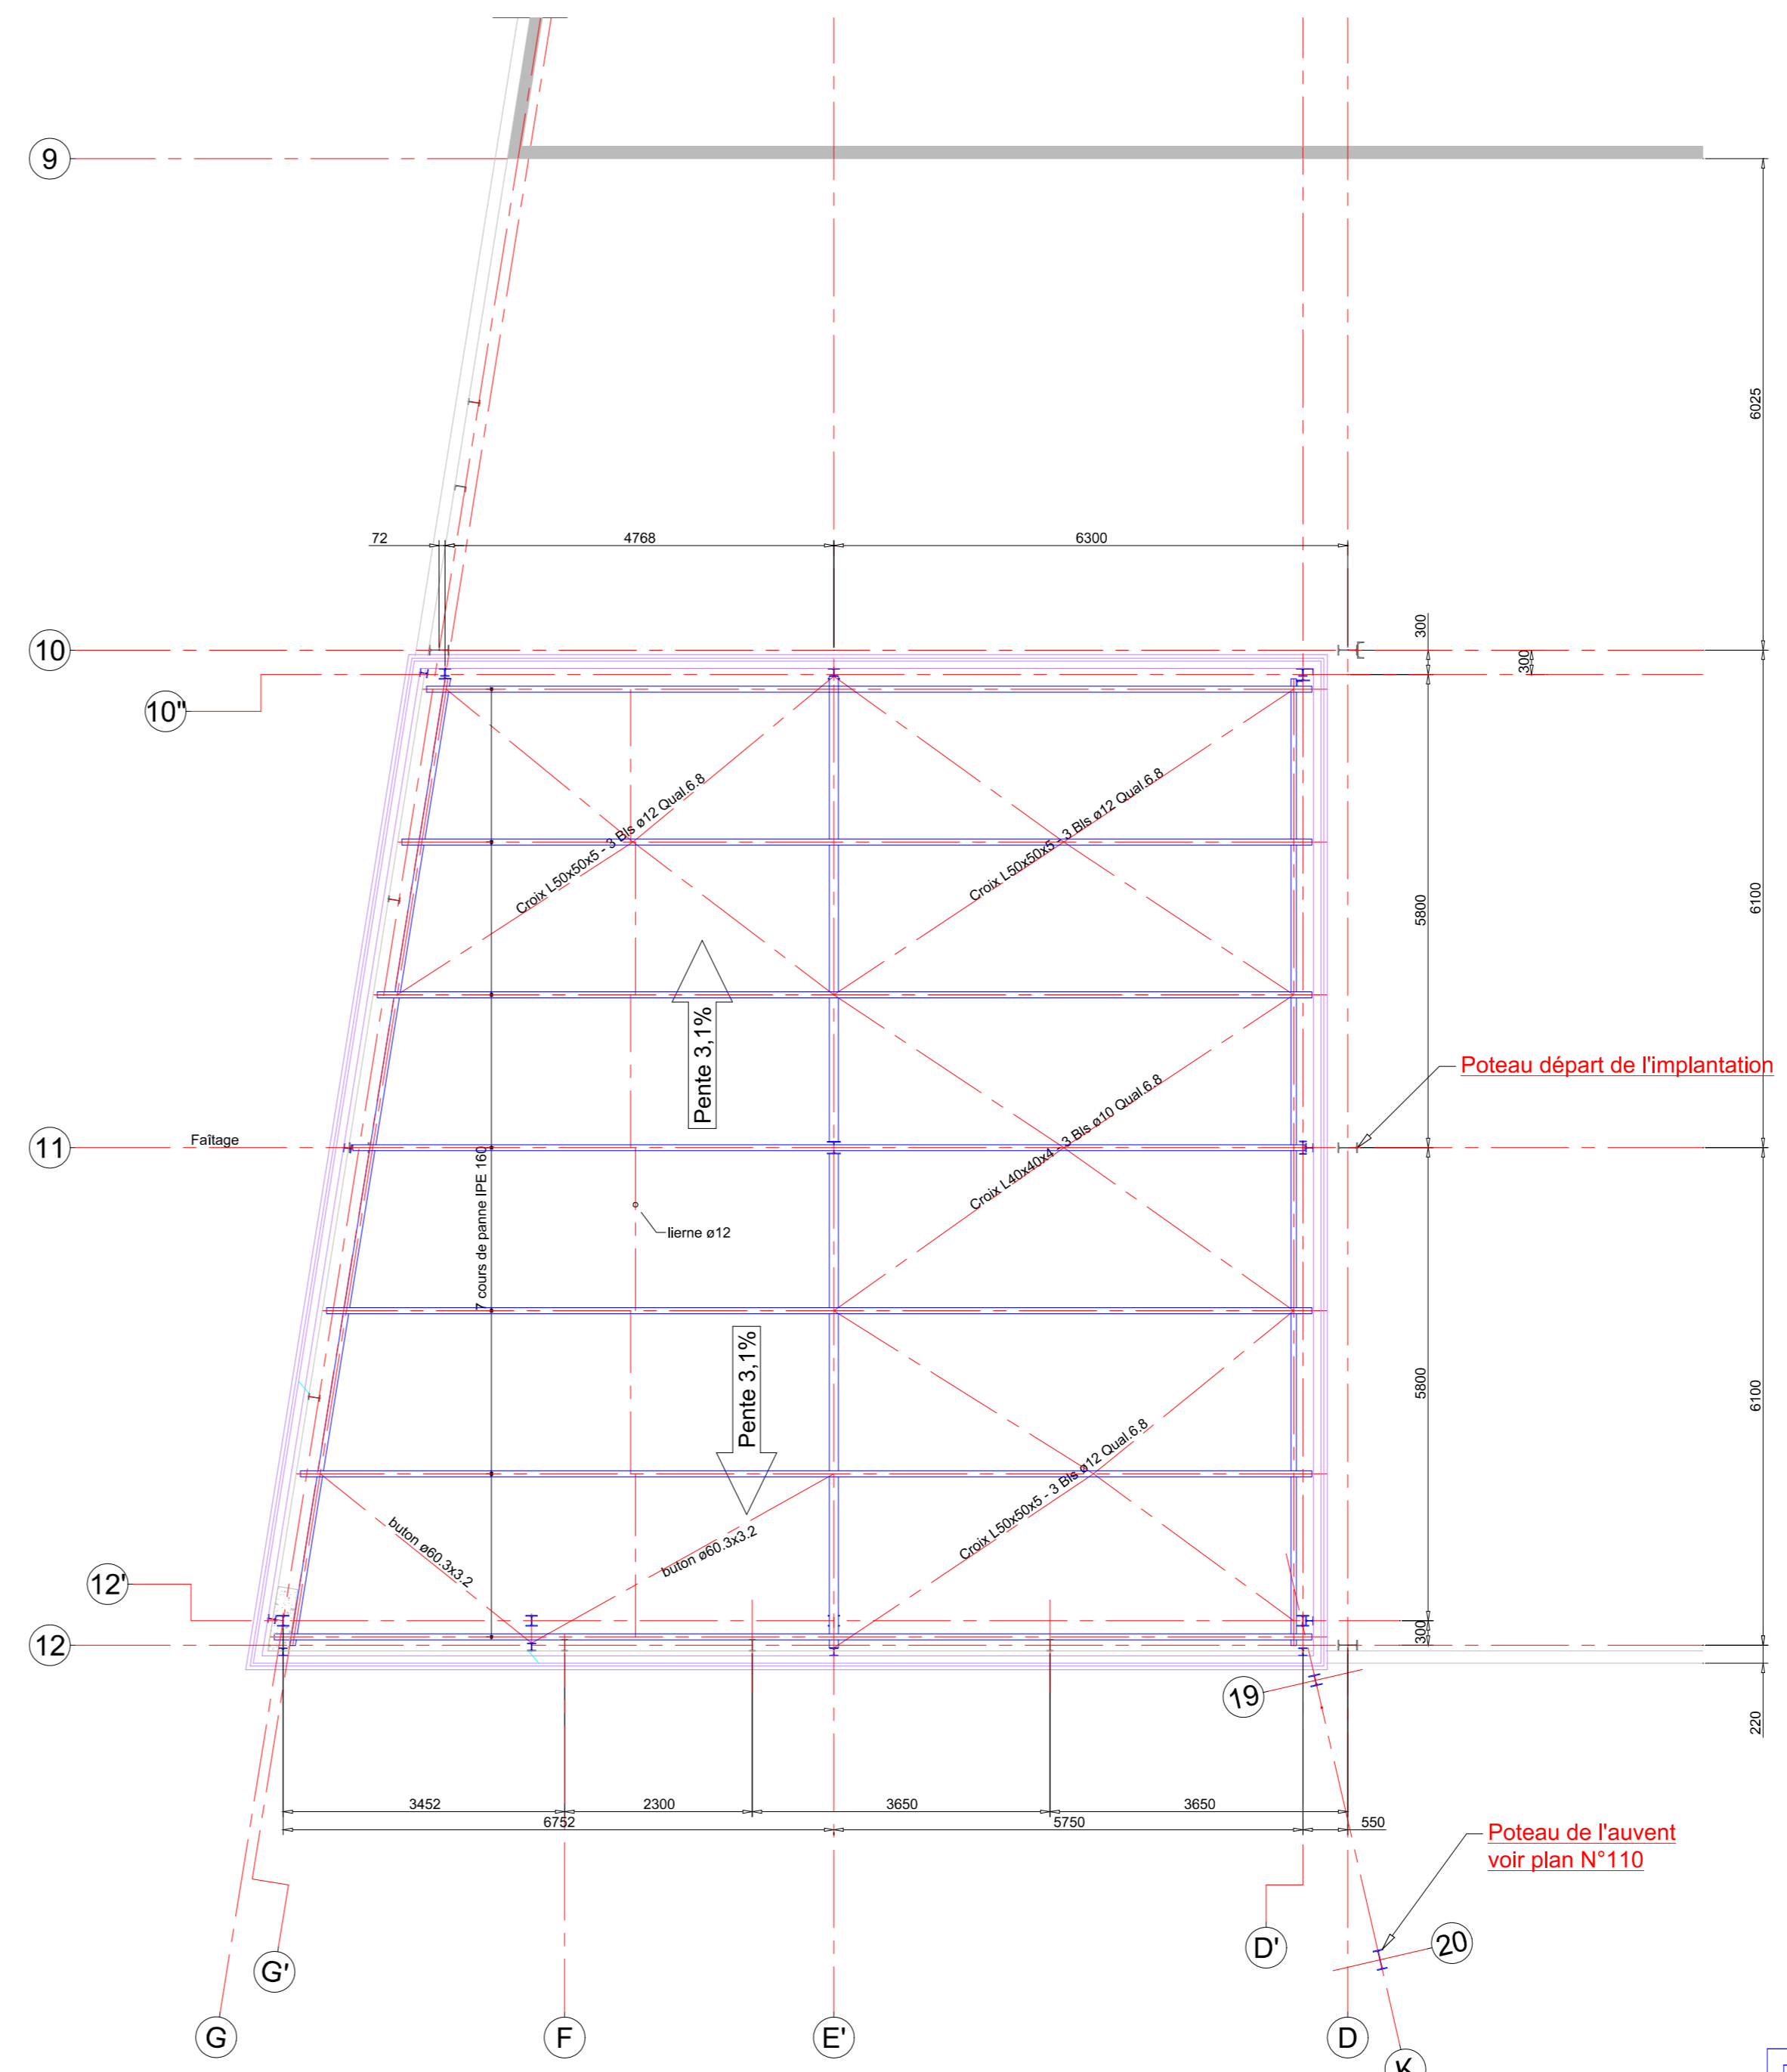 9
6025
72
4768
6300
300
10
300
10"
Croix L50x50x5 - 3 Bls ø12 Qual.6.8
Croix L50x50x5 - 3 Bls ø12 Qual.6.8
5800
6100
Pente 3,1%
Poteau départ de l'implantation
Croix L40x40x4 - 3 Bls ø10 Qual.6.8
11
Faîtage
7 cours de panne IPE 160
lierne ø12
Pente 3,1%
5800
6100
Croix L50x50x5 - 3 Bls ø12 Qual.6.8
buton ø60.3x3.2
buton ø60.3x3.2
12'
12
300
19
220
3452
2300
3650
3650
6752
5750
550
Poteau de l'auvent
voir plan N°110
G'
D'
20
G
F
E'
D
K